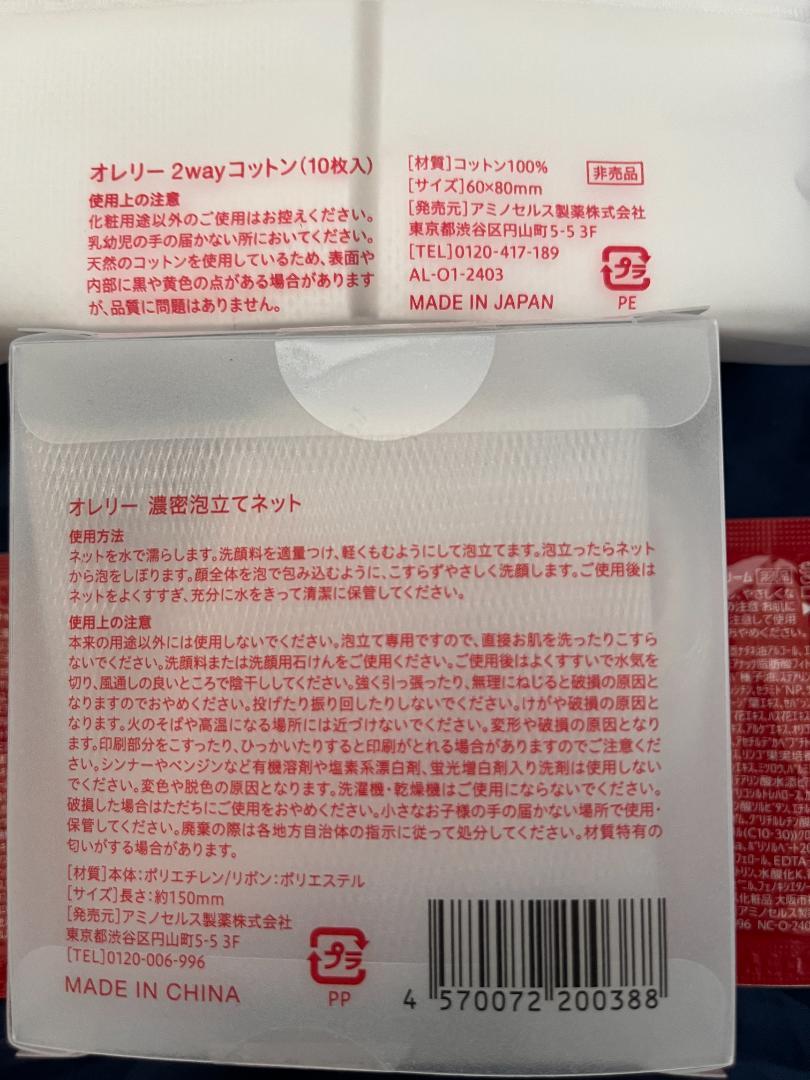 オレリー 2wayコットン(10枚入)
使用上の注意
化粧用途以外のご使用はお控えください。
乳幼児の手の届かない所においてください。
天然のコットンを使用しているため、表面や
内部に黒や黄色の点がある場合があります
が、品質に問題はありません。
[材質]コットン100%
非売品
[サイズ]60×80mm
[発売元]アミノセルス製薬株式会社
東京都渋谷区円山町5-5 3F
[TEL]0120-417-189
AL-O1-2403
MADE IN JAPAN
プラ
PE
オレリー 濃密泡立てネット
使用方法
ネットを水で濡らします。洗顔料を適量つけ、軽くもむようにして泡立てます。泡立ったらネット
から泡をしぼります。顔全体を泡で包み込むように、こすらずやさしく洗顔します。ご使用後は
ネットをよくすすぎ、充分に水をきって清潔に保管してください。
使用上の注意
本来の用途以外には使用しないでください。泡立て専用ですので、直接お肌を洗ったりこすら
ないでください。洗顔料または洗顔用石けんをご使用ください。ご使用後はよくすすいで水気を
切り、風通しの良いところで陰干ししてください。強く引っ張ったり、無理にねじると破損の原因と
なりますのでおやめください。投げたり振り回したりしないでください。けがや破損の原因と
なります。火のそばや高温になる場所には近づけないでください。変形や破損の原因となり
ます。印刷部分をこすったり、ひっかいたりすると印刷がとれる場合がありますのでご注意くだ
さい。シンナーやベンジンなど有機溶剤や塩素系漂白剤、蛍光増白剤入り洗剤は使用しない
でください。変色や脱色の原因となります。洗濯機・乾燥機はご使用にならないでください。
破損した場合はただちにご使用をおやめください。小さなお子様の手の届かない場所で使用・
保管してください。廃棄の際は各地方自治体の指示に従って処分してください。材質特有の
匂いがする場合があります。
[材質]本体:ポリエチレン/リボン:ポリエステル
[サイズ]長さ:約150mm
[発売元]アミノセルス製薬株式会社
東京都渋谷区円山町5-5 3F
[TEL]0120-006-996
MADE IN CHINA
プラ
PP
4 570072 200388
リーム 非売品
やさしくな
の注意 お肌に
注意して使用
おやめください。